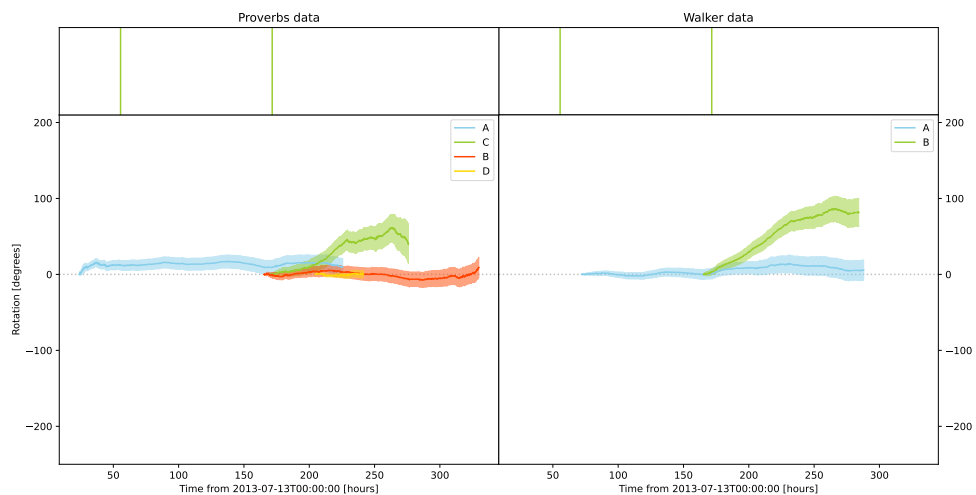 Proverbs data
Walker data
200
100
0
−100
−200
Rotation [degrees]
A
C
B
D
A
B
200
100
0
−100
−200
50
100
150
200
250
300
50
100
150
200
250
300
Time from 2013-07-13T00:00:00 [hours]
Time from 2013-07-13T00:00:00 [hours]